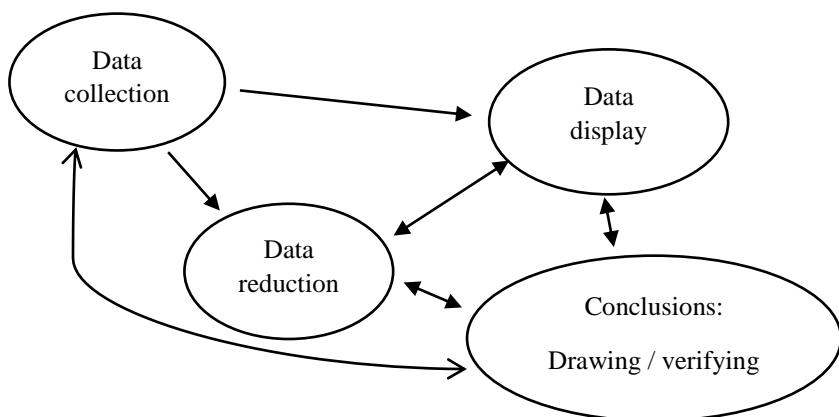 Data
collection
Data
display
Data
reduction
Conclusions:
Drawing / verifying